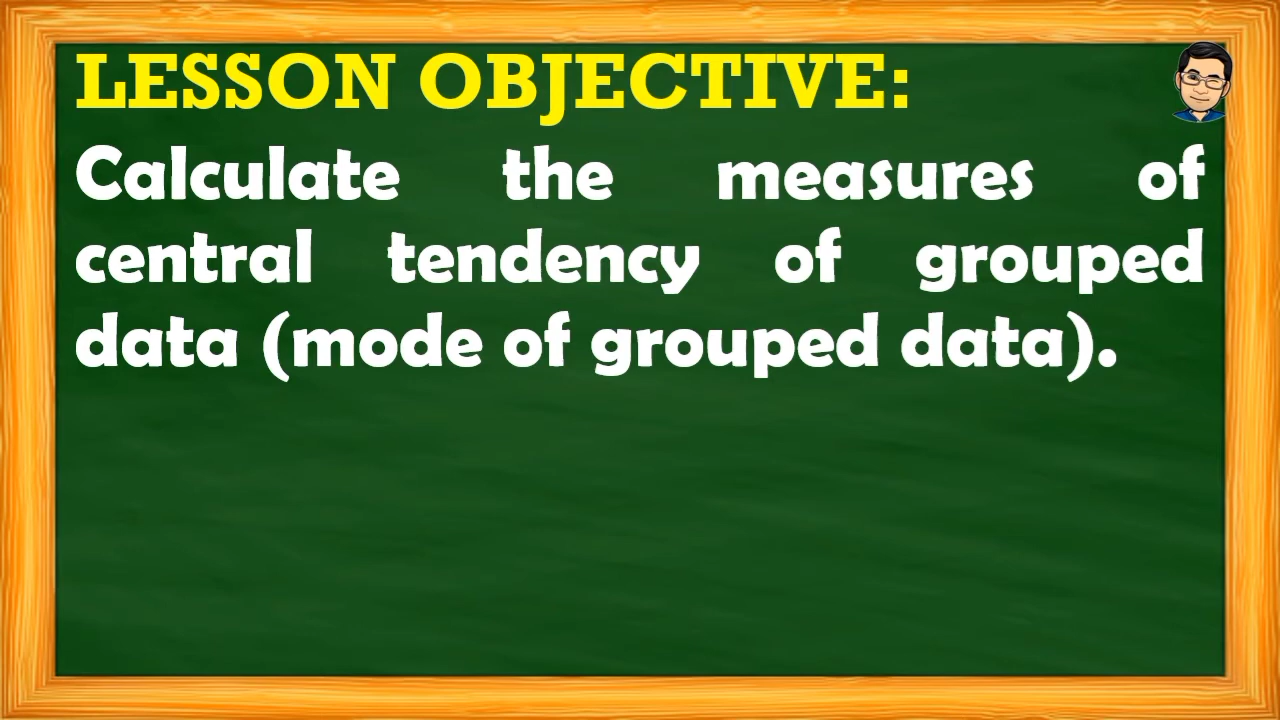 LESSON OBJECTIVE:
Calculate the measures of
central tendency of grouped
data (mode of grouped data).